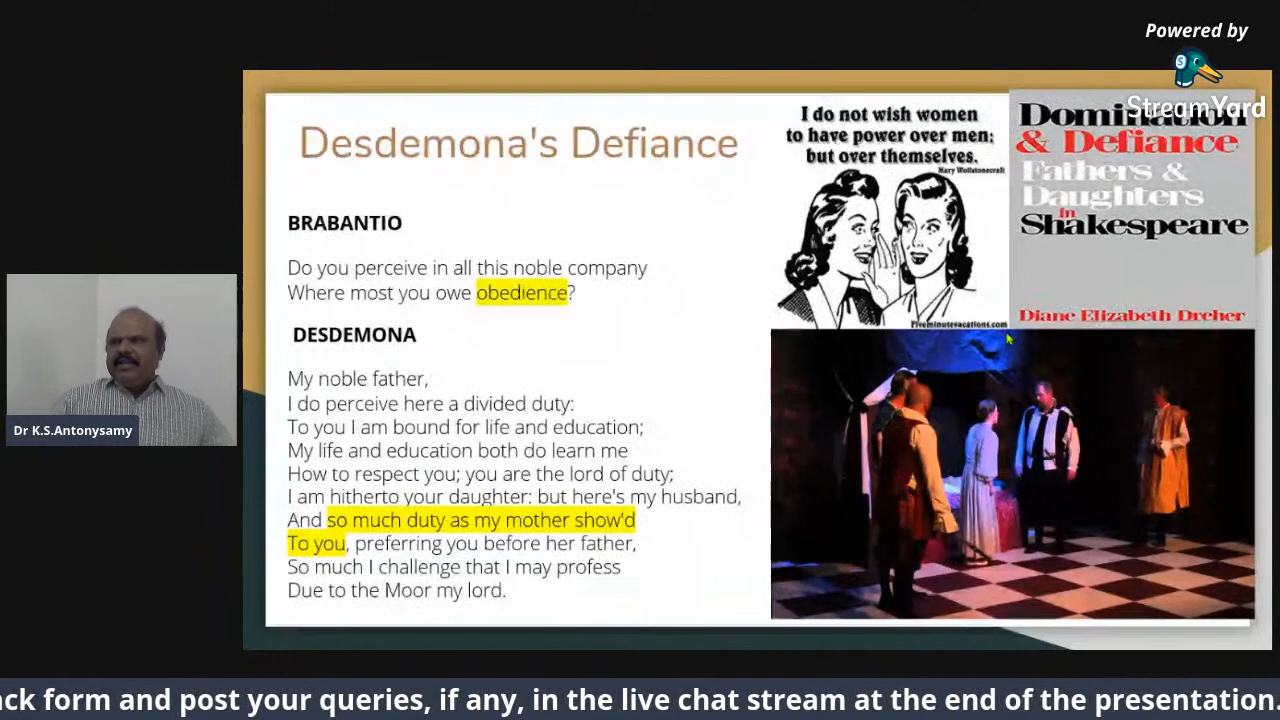 Powered by
StreamYard
Desdemona's Defiance
BRABANTIO
Do you perceive in all this noble company
Where most you owe obedience?
DESDEMONA
My noble father,
I do perceive here a divided duty:
To you I am bound for life and education;
My life and education both do learn me
How to respect you; you are the lord of duty;
I am hitherto your daughter: but here's my husband,
And so much duty as my mother show'd
To you, preferring you before her father,
So much I challenge that I may profess
Due to the Moor my lord.
I do not wish women
to have power over men;
but over themselves.
Mary Wollstonecraft
Fiveminutevacations.com
Domination
& Defiance
Fathers &
Daughters
in
Shakespeare
Diane Elizabeth Dreher
Dr K.S.Antonysamy
ack form and post your queries, if any, in the live chat stream at the end of the presentation.